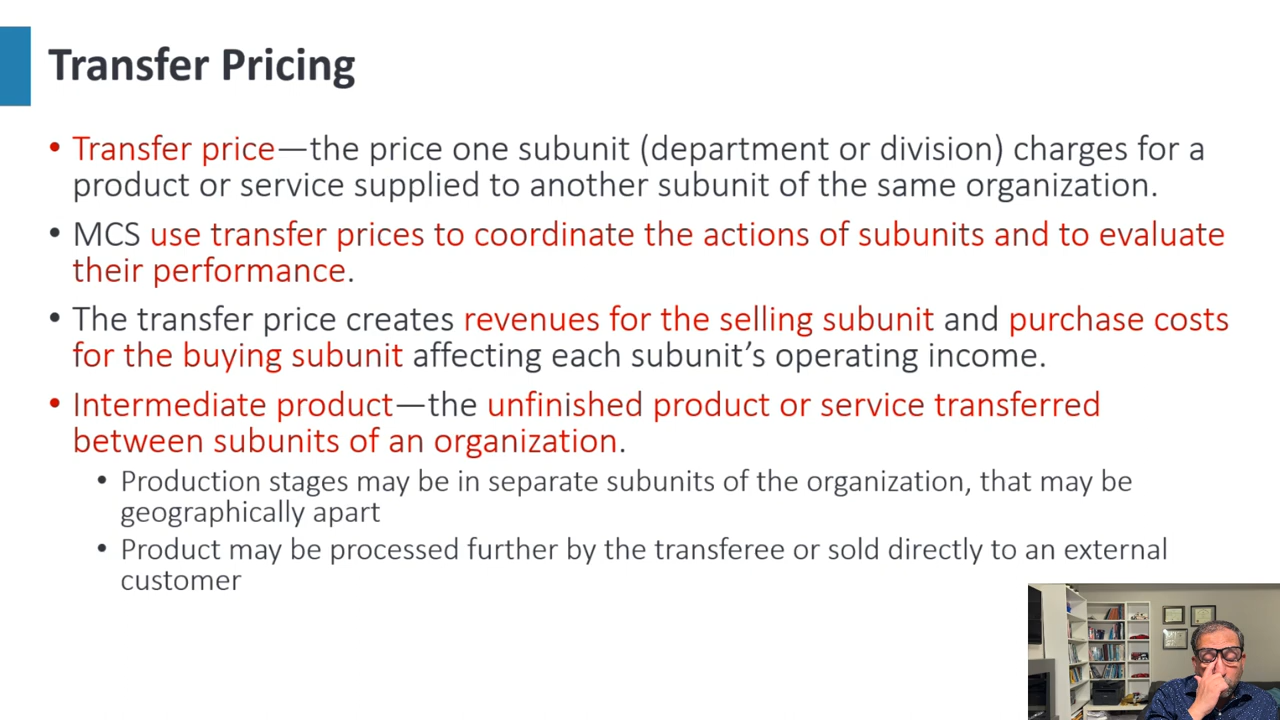 Transfer Pricing
• Transfer price—the price one subunit (department or division) charges for a
product or service supplied to another subunit of the same organization.
• MCS use transfer prices to coordinate the actions of subunits and to evaluate
their performance.
• The transfer price creates revenues for the selling subunit and purchase costs
for the buying subunit affecting each subunit’s operating income.
• Intermediate product—the unfinished product or service transferred
between subunits of an organization.
• Production stages may be in separate subunits of the organization, that may be
geographically apart
• Product may be processed further by the transferee or sold directly to an external
customer